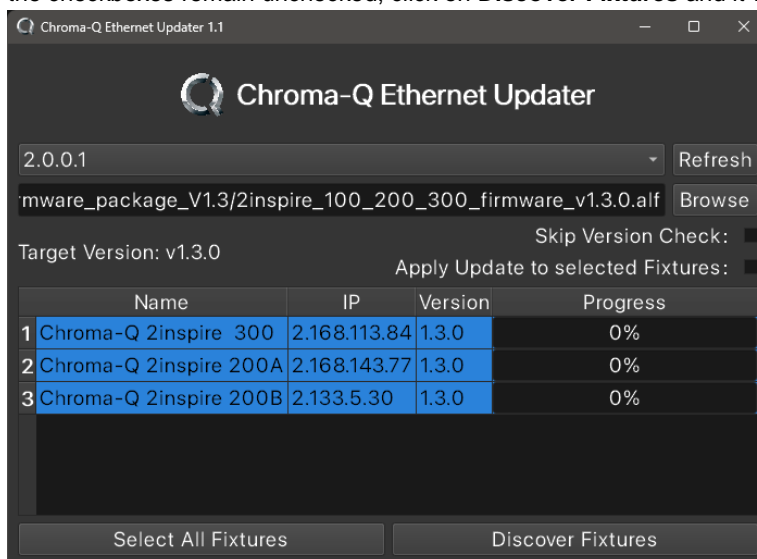 Chroma-Q Ethernet Updater 1.1
Chroma-Q Ethernet Updater
2.0.0.1 Refresh
rmware_package_V1.3/2inspire_100_200_300_firmware_v1.3.0.alf Browse
Skip Version Check:
Target Version: v1.3.0
Apply Update to selected Fixtures:
Name IP Version Progress
1 Chroma-Q 2inspire 300 2.168.113.84 1.3.0 0%
2 Chroma-Q 2inspire 200A 2.168.143.77 1.3.0 0%
3 Chroma-Q 2inspire 200B 2.133.5.30 1.3.0 0%
Select All Fixtures Discover Fixtures